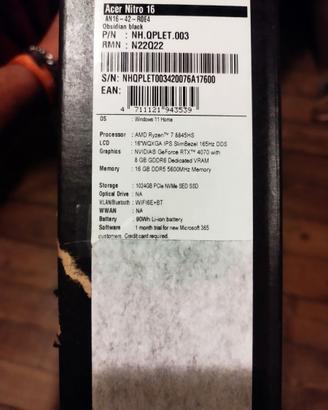 Acer Nitro 16
AN16-42-R0E4
Obsidian black
P/N : NH.QPLET.003
RMN : N22Q22
S/N: NHQPLET003420076A17600
EAN:
4 711121 943539
OS : Windows 11 Home
Processor : AMD Ryzen™ 7 8845HS
LCD : 16"WQXGA IPS SlimBezel 165Hz DDS
Graphics : NVIDIA® GeForce RTX™ 4070 with
8 GB GDDR6 Dedicated VRAM
Memory : 16 GB DDR5 5600MHz Memory
Storage : 1024GB PCIe NVMe SED SSD
Optical Drive : NA
WLAN/Bluetooth : WiFi6E+BT
WWAN : NA
Battery : 90Wh Li-ion battery
Software : 1 month trial for new Microsoft 365
customers. Credit card required.